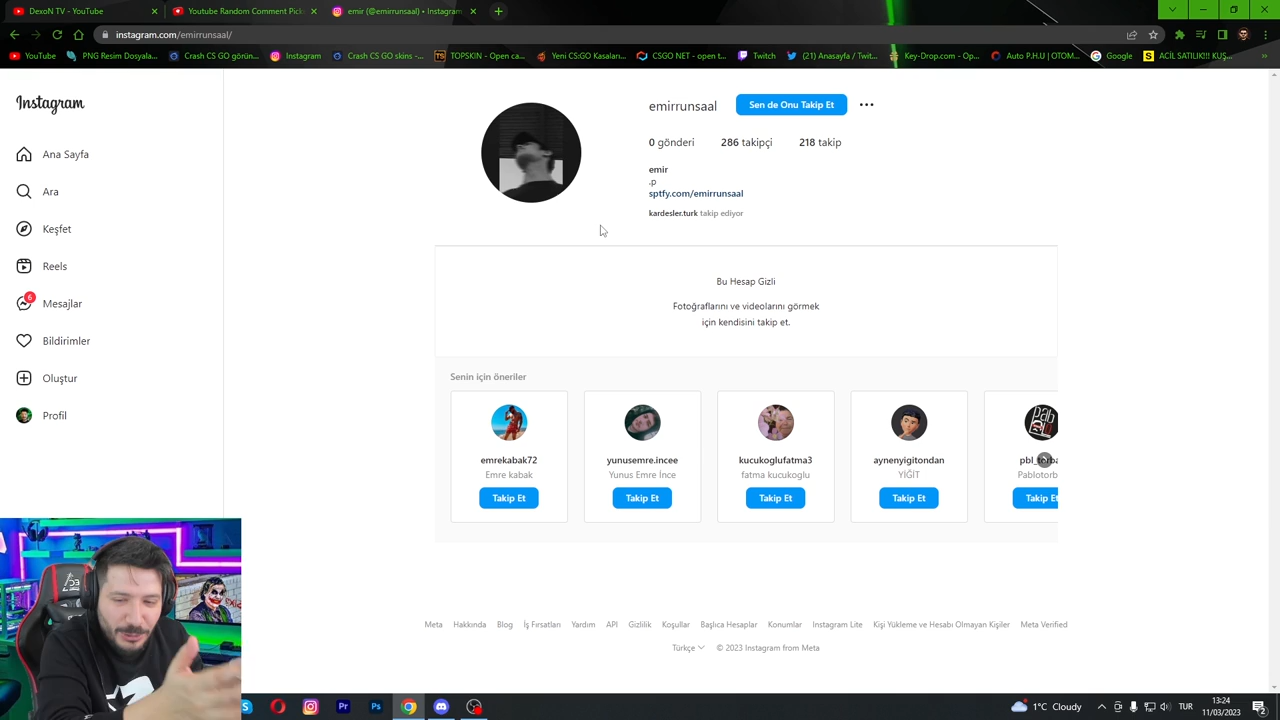 DexoN TV - YouTube
YouTube Random Comment Picke
emir (@emirrunsaal) • Instagram
instagram.com/emirrunsaal/
YouTube
PNG Resim Dosyala...
Crash CS GO görün...
Instagram
Crash CS GO skins -...
TOPSKIN - Open ca...
Yeni CS:GO Kasaları...
CSGO NET - open t...
Twitch
(21) Anasayfa / Twit...
Key-Drop.com - Op...
Auto P.H.U | OTOM...
Google
ACİL SATILIK!!! KUŞ...
Instagram
Ana Sayfa
Ara
Keşfet
Reels
6
Mesajlar
Bildirimler
Oluştur
Profil
emirrunsaal
Sen de Onu Takip Et
0 gönderi 286 takipçi 218 takip
emir
.p
sptfy.com/emirrunsaal
kardesler.turk takip ediyor
Bu Hesap Gizli
Fotoğraflarını ve videolarını görmek
için kendisini takip et.
Senin için öneriler
emrekabak72
Emre kabak
Takip Et
yunusemre.incee
Yunus Emre İnce
Takip Et
kucukoglufatma3
fatma kucukoglu
Takip Et
aynenyigitondan
YİĞİT
Takip Et
Pablotorb
Takip Et
Meta Hakkında Blog İş Fırsatları Yardım API Gizlilik Koşullar Başlıca Hesaplar Konumlar Instagram Lite Kişi Yükleme ve Hesabı Olmayan Kişiler Meta Verified
Türkçe © 2023 Instagram from Meta
1°C Cloudy
TUR
13:24
11/03/2023
2